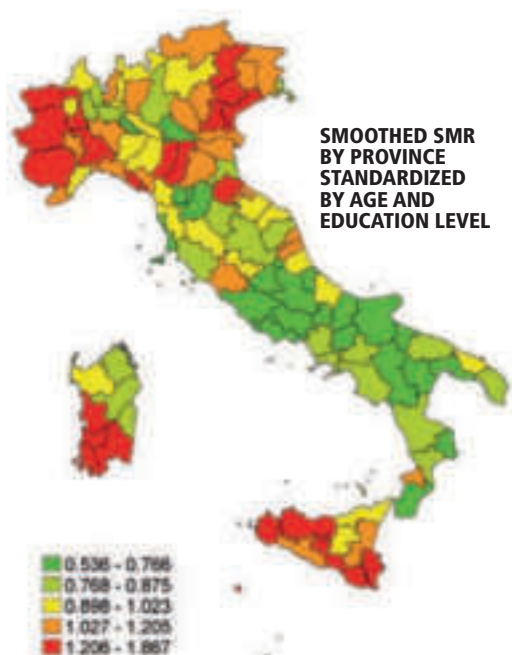 SMOOTHED SMR
BY PROVINCE
STANDARDIZED
BY AGE AND
EDUCATION LEVEL
0.536 - 0.766
0.768 - 0.875
0.898 - 1.023
1.027 - 1.205
1.206 - 1.867